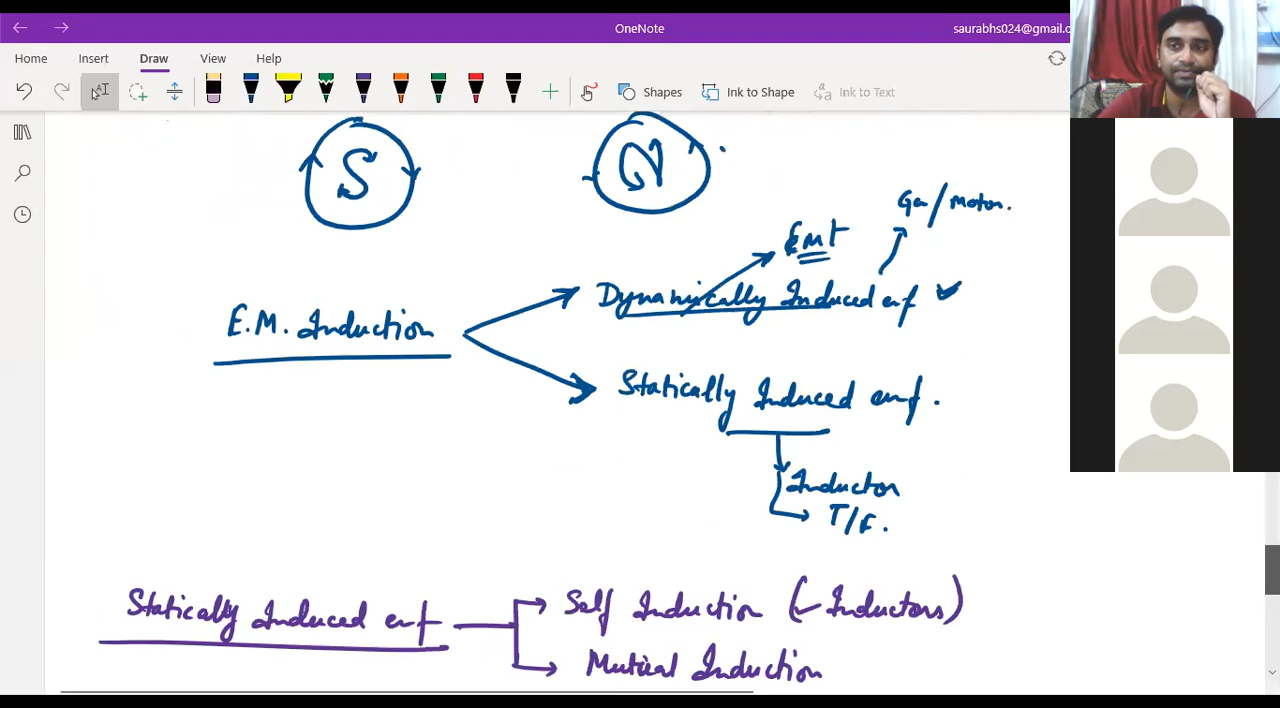 OneNote
saurabhs024@gmail.c
Home Insert Draw View Help
Shapes Ink to Shape Ink to Text
S N
Gen/Motor.
Emt
Dynamically Induced emf
E.M. Induction
Statically Induced emf.
Inductor
T/F.
Statically Induced emf
Self Induction (Inductors)
Mutual Induction